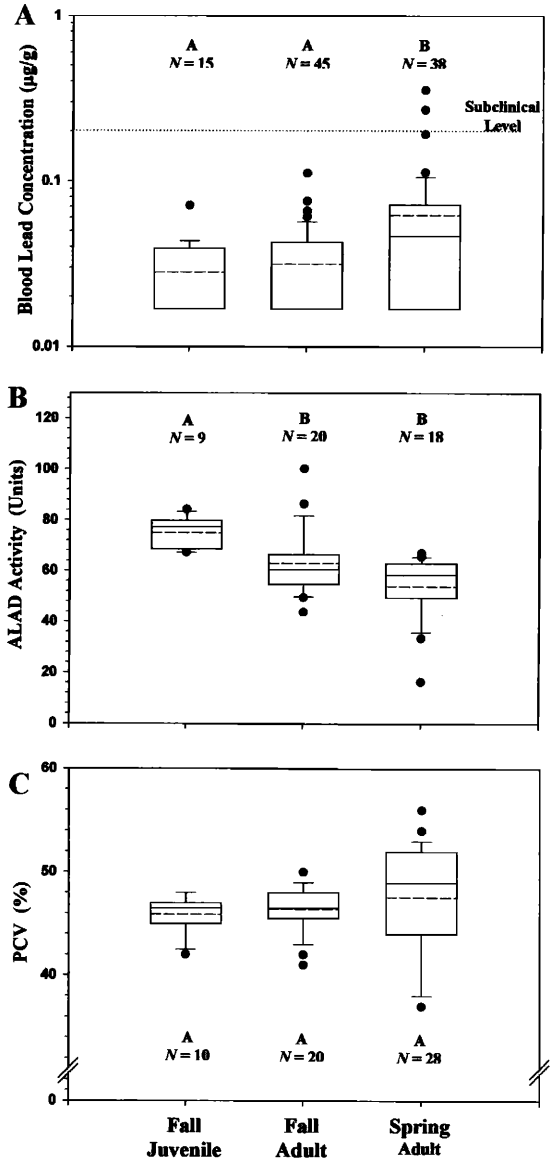 A
Blood Lead Concentration (µg/g)
1
0.1
0.01
A
N = 15
A
N = 45
B
N = 38
Subclinical
Level
B
ALAD Activity (Units)
120
100
80
60
40
20
0
A
N = 9
B
N = 20
B
N = 18
C
PCV (%)
60
50
40
0
A
N = 10
A
N = 20
A
N = 28
Fall
Juvenile
Fall
Adult
Spring
Adult